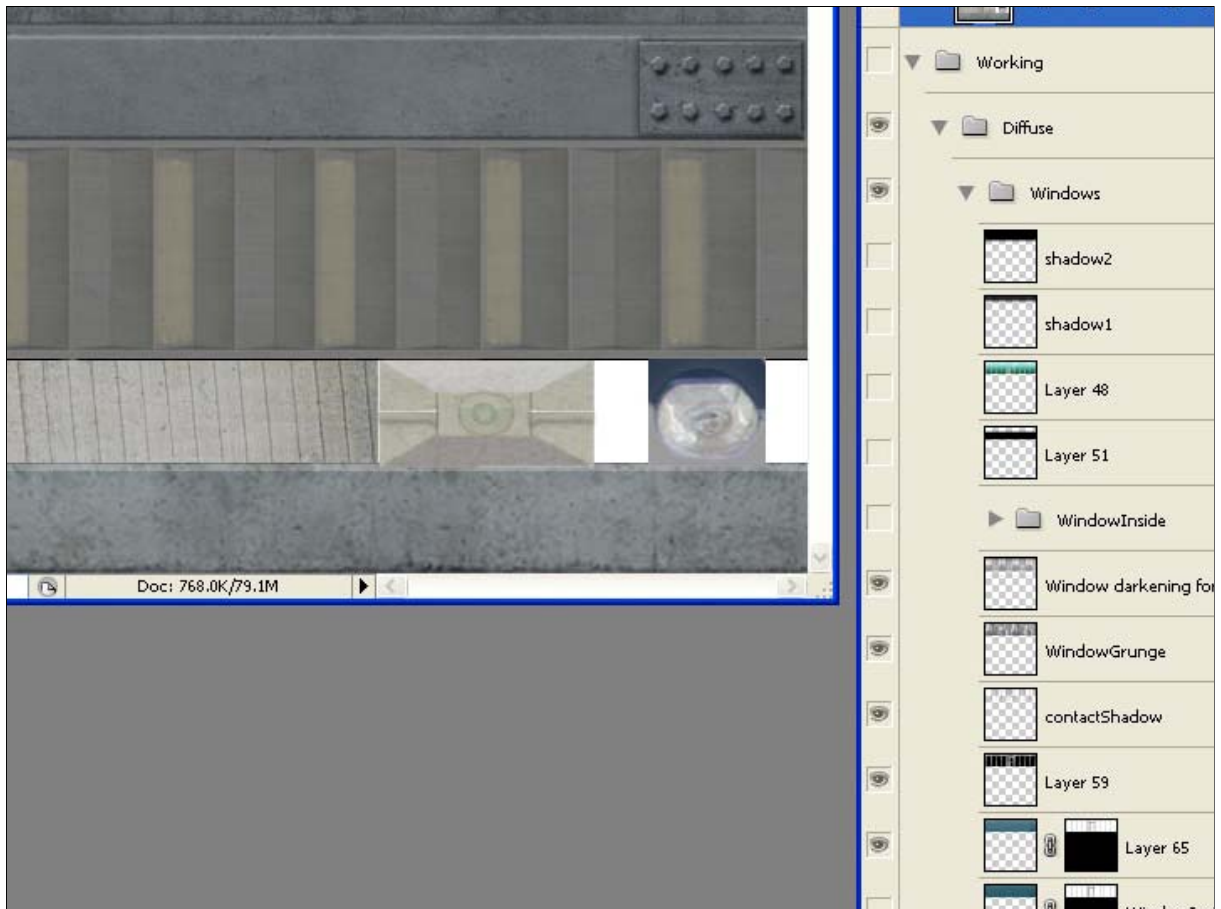 Working
Diffuse
Windows
shadow2
shadow1
Layer 48
Layer 51
WindowInside
Window darkening for
WindowGrunge
contactShadow
Layer 59
Layer 65
Doc: 768.0K/79.1M